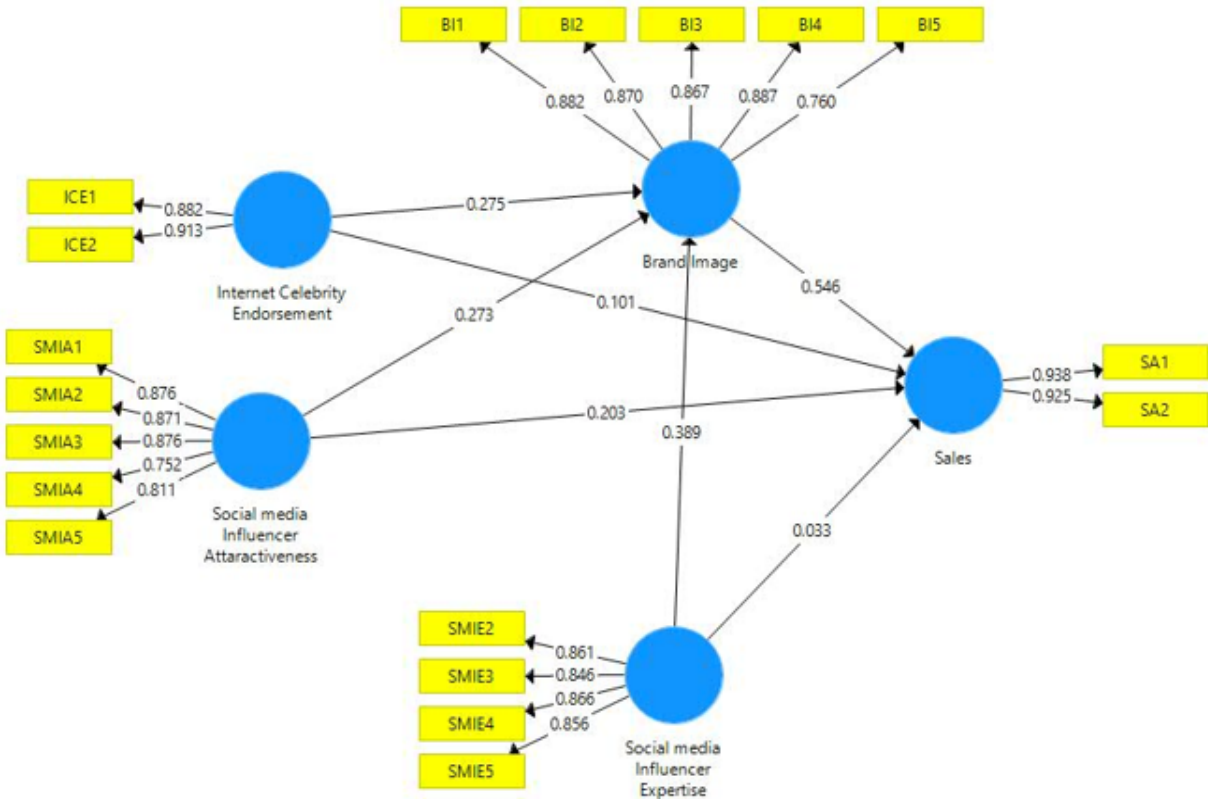 BI1
BI2
BI3
BI4
BI5
0.882
0.870
0.867
0.887
0.760
ICE1
ICE2
0.882
0.913
Internet Celebrity
Endorsement
0.275
Brand Image
0.101
0.546
0.273
SMIA1
SMIA2
SMIA3
SMIA4
SMIA5
0.876
0.871
0.876
0.752
0.811
Social media
Influencer
Attaractiveness
0.203
0.389
Sales
0.938
0.925
SA1
SA2
0.033
SMIE2
SMIE3
SMIE4
SMIE5
0.861
0.846
0.866
0.856
Social media
Influencer
Expertise